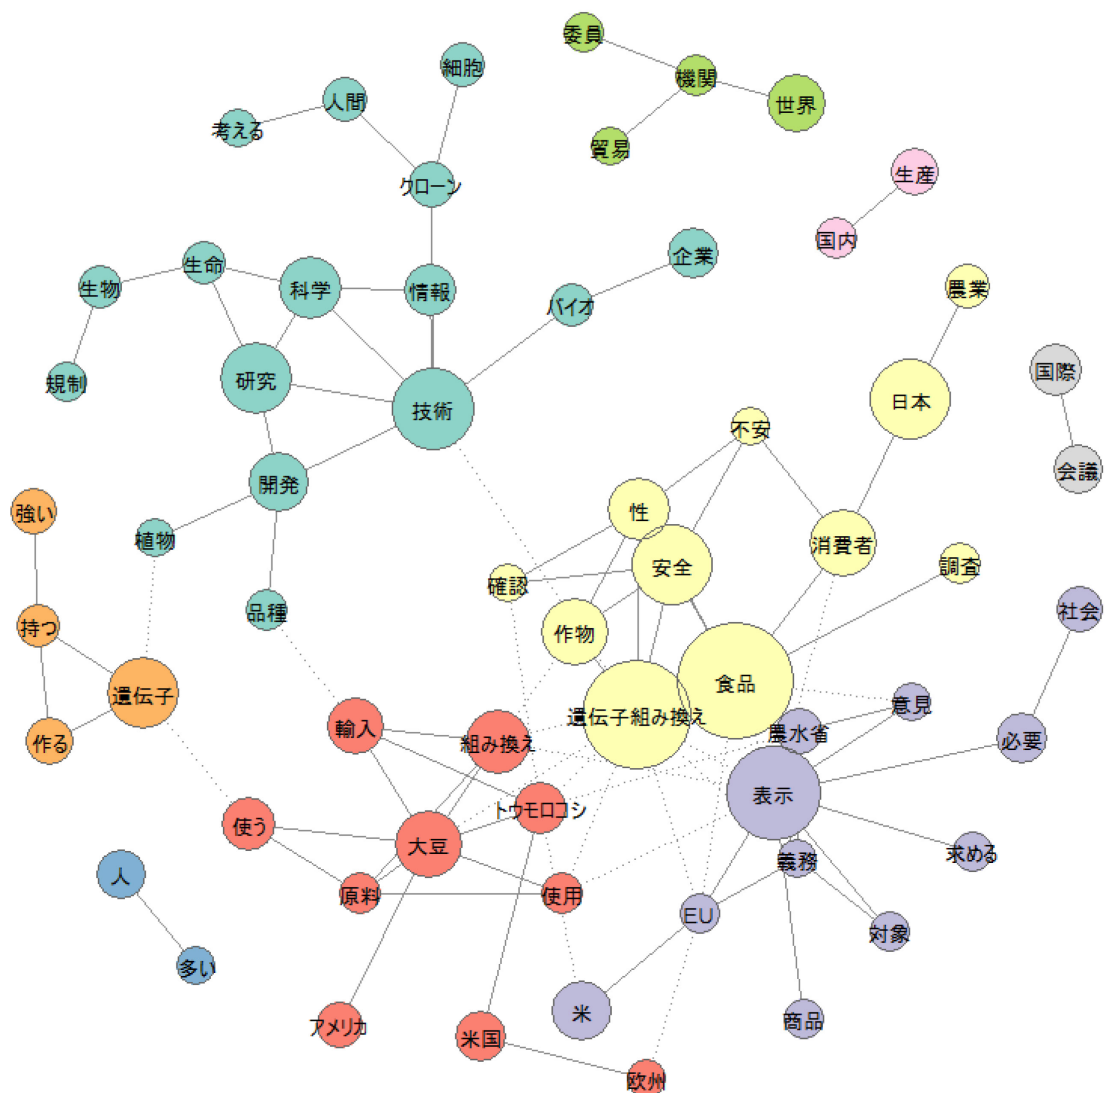 委員
機関
世界
貿易
細胞
人間
考える
クローン
生産
国内
企業
バイオ
生命
生物
科学
情報
規制
研究
技術
農業
日本
国際
会議
不安
開発
強い
植物
性
安全
消費者
調査
確認
品種
作物
持つ
社会
遺伝子
作る
輸入
組み換え
遺伝子組み換え
食品
意見
農水省
必要
表示
トウモロコシ
使う
大豆
義務
求める
人
原料
使用
EU
対象
多い
アメリカ
米国
米
商品
欧州